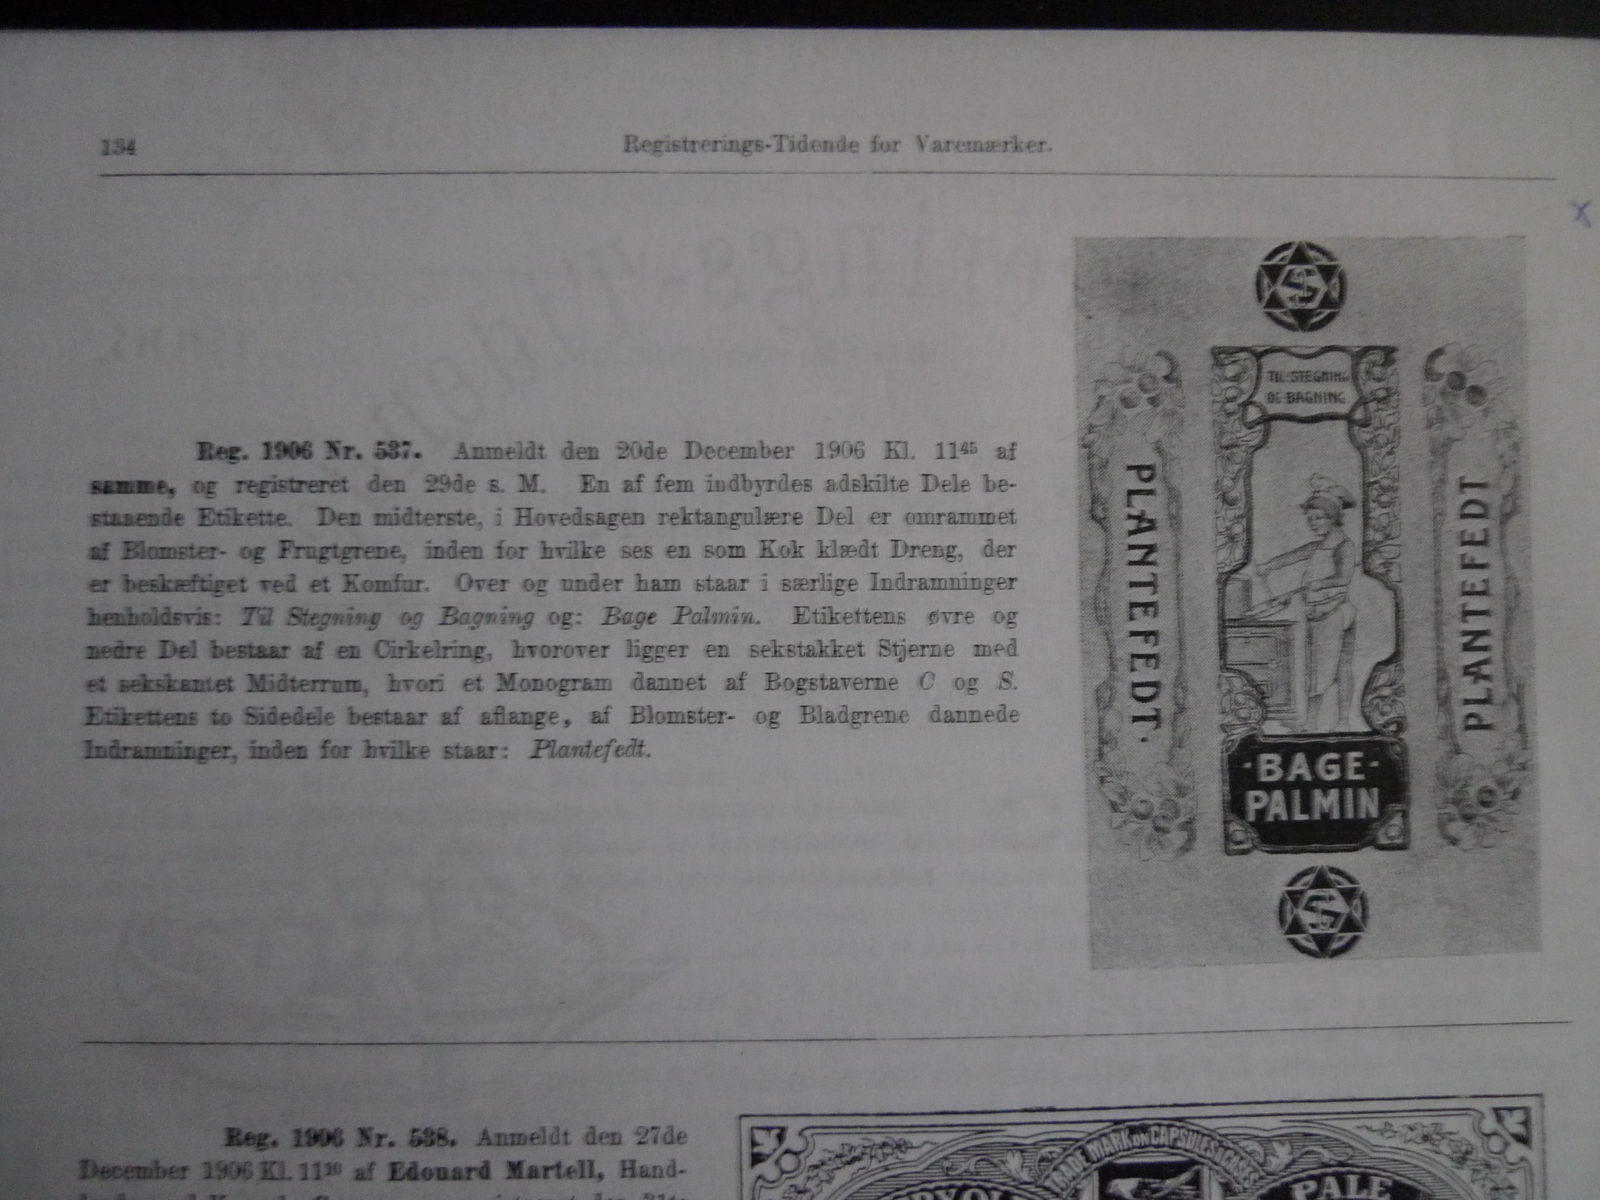 134
Registrerings-Tidende for Varemærker.
Reg. 1906 Nr. 537. Anmeldt den 20de December 1906 Kl. 11⁴⁵ af
samme, og registreret den 29de s. M. En af fem indbyrdes adskilte Dele be-
staaende Etikette. Den midterste, i Hovedsagen rektangulære Del er omrammet
af Blomster- og Frugtgrene, inden for hvilke ses en som Kok klædt Dreng, der
er beskæftiget ved et Komfur. Over og under ham staar i særlige Indramninger
henholdsvis: Til Stegning og Bagning og: Bage Palmin. Etikettens øvre og
nedre Del bestaar af en Cirkelring, hvorover ligger en sekstakket Stjerne med
et sekskantet Midterrum, hvori et Monogram dannet af Bogstaverne C og S.
Etikettens to Sidedele bestaar af aflange, af Blomster- og Bladgrene dannede
Indramninger, inden for hvilke staar: Plantefedt.
TIL STEGNING
OG BAGNING
PLANTEFEDT.
PLANTEFEDT
·BAGE·
PALMIN
Reg. 1906 Nr. 538. Anmeldt den 27de
December 1906 Kl. 11¹⁰ af Edouard Martell, Hand-
TRADE MARK ON CAPSULES & CASES
PALE